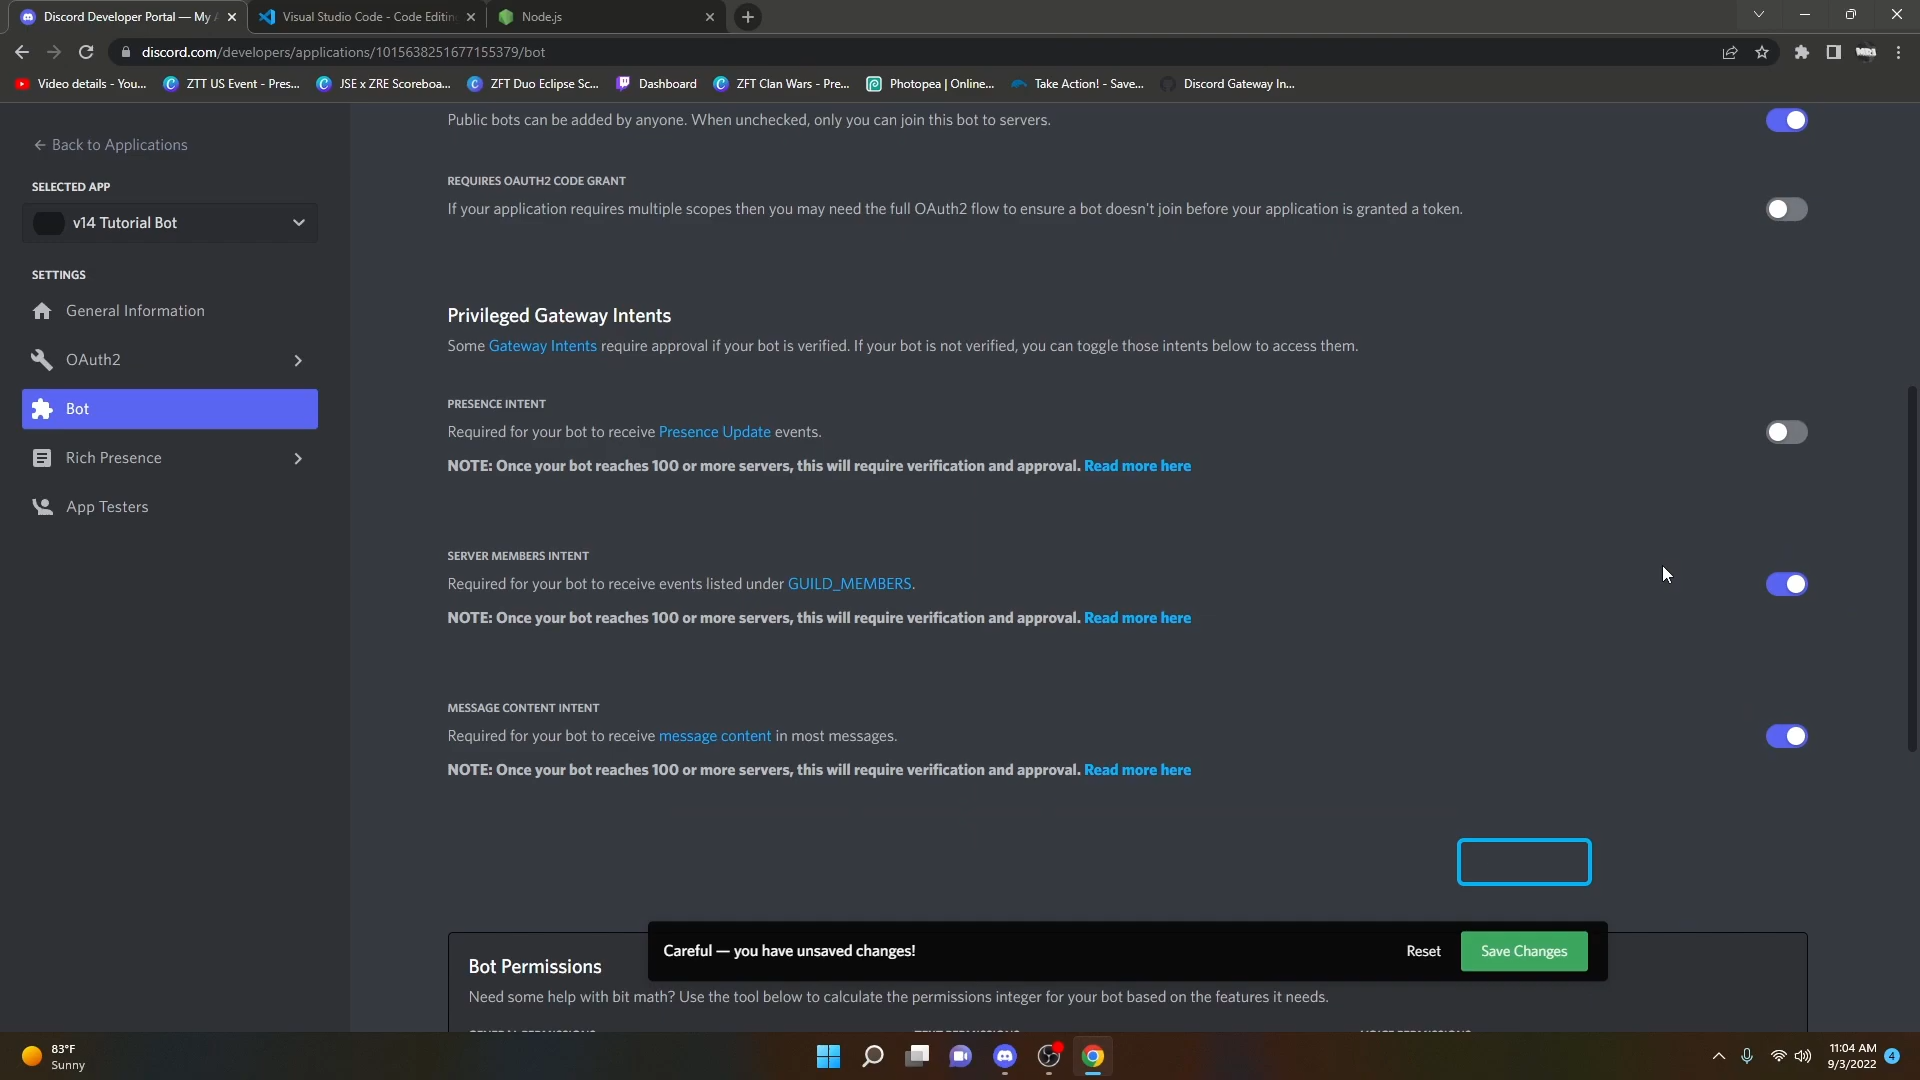 Discord Developer Portal — My A
Visual Studio Code - Code Editin
Node.js
discord.com/developers/applications/1015638251677155379/bot
Video details - You...
ZTT US Event - Pres...
JSE x ZRE Scoreboa...
ZFT Duo Eclipse Sc...
Dashboard
ZFT Clan Wars - Pre...
Photopea | Online...
Take Action! - Save...
Discord Gateway In...
← Back to Applications
SELECTED APP
v14 Tutorial Bot
SETTINGS
General Information
OAuth2
Bot
Rich Presence
App Testers
Public bots can be added by anyone. When unchecked, only you can join this bot to servers.
REQUIRES OAUTH2 CODE GRANT
If your application requires multiple scopes then you may need the full OAuth2 flow to ensure a bot doesn't join before your application is granted a token.
Privileged Gateway Intents
Some Gateway Intents require approval if your bot is verified. If your bot is not verified, you can toggle those intents below to access them.
PRESENCE INTENT
Required for your bot to receive Presence Update events.
NOTE: Once your bot reaches 100 or more servers, this will require verification and approval. Read more here
SERVER MEMBERS INTENT
Required for your bot to receive events listed under GUILD_MEMBERS.
NOTE: Once your bot reaches 100 or more servers, this will require verification and approval. Read more here
MESSAGE CONTENT INTENT
Required for your bot to receive message content in most messages.
NOTE: Once your bot reaches 100 or more servers, this will require verification and approval. Read more here
Careful — you have unsaved changes!
Reset
Save Changes
Bot Permissions
Need some help with bit math? Use the tool below to calculate the permissions integer for your bot based on the features it needs.
GENERAL PERMISSIONS
TEXT PERMISSIONS
VOICE PERMISSIONS
83°F
Sunny
11:04 AM
9/3/2022
4